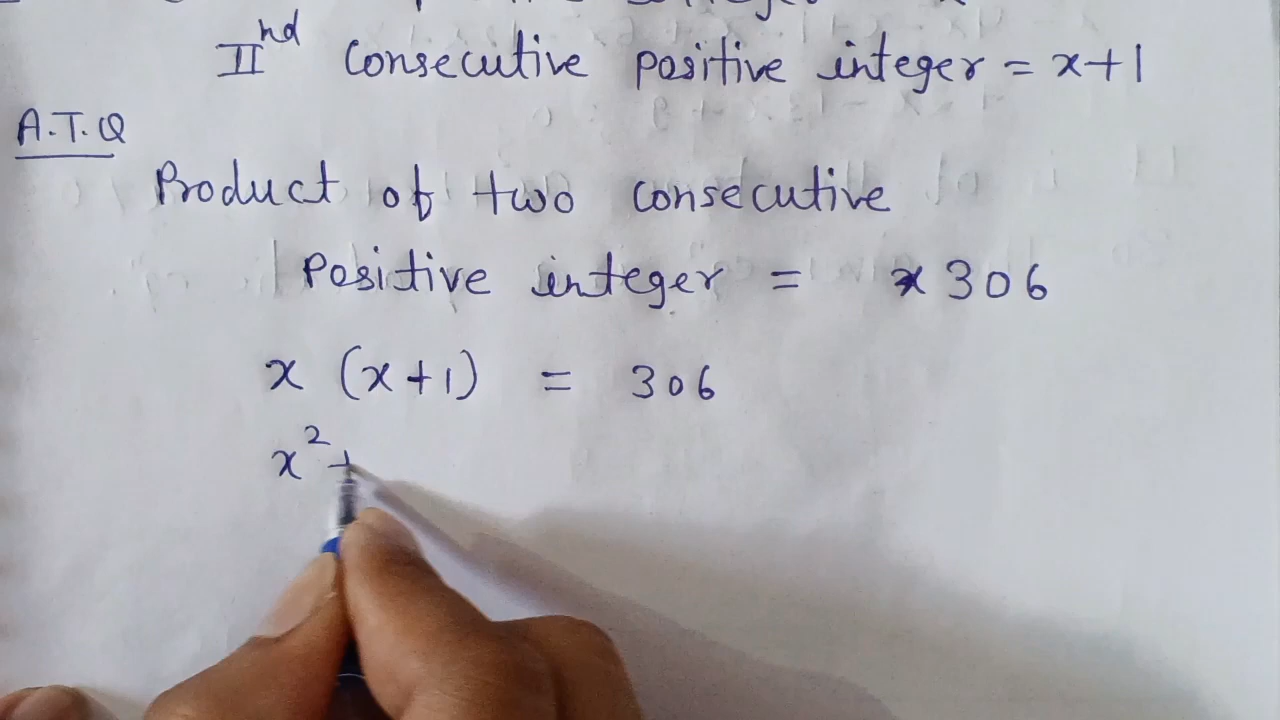 IInd Consecutive positive integer = x+1
A.T.Q
Product of two consecutive
Positive integer = 306
x (x+1) = 306
x² +